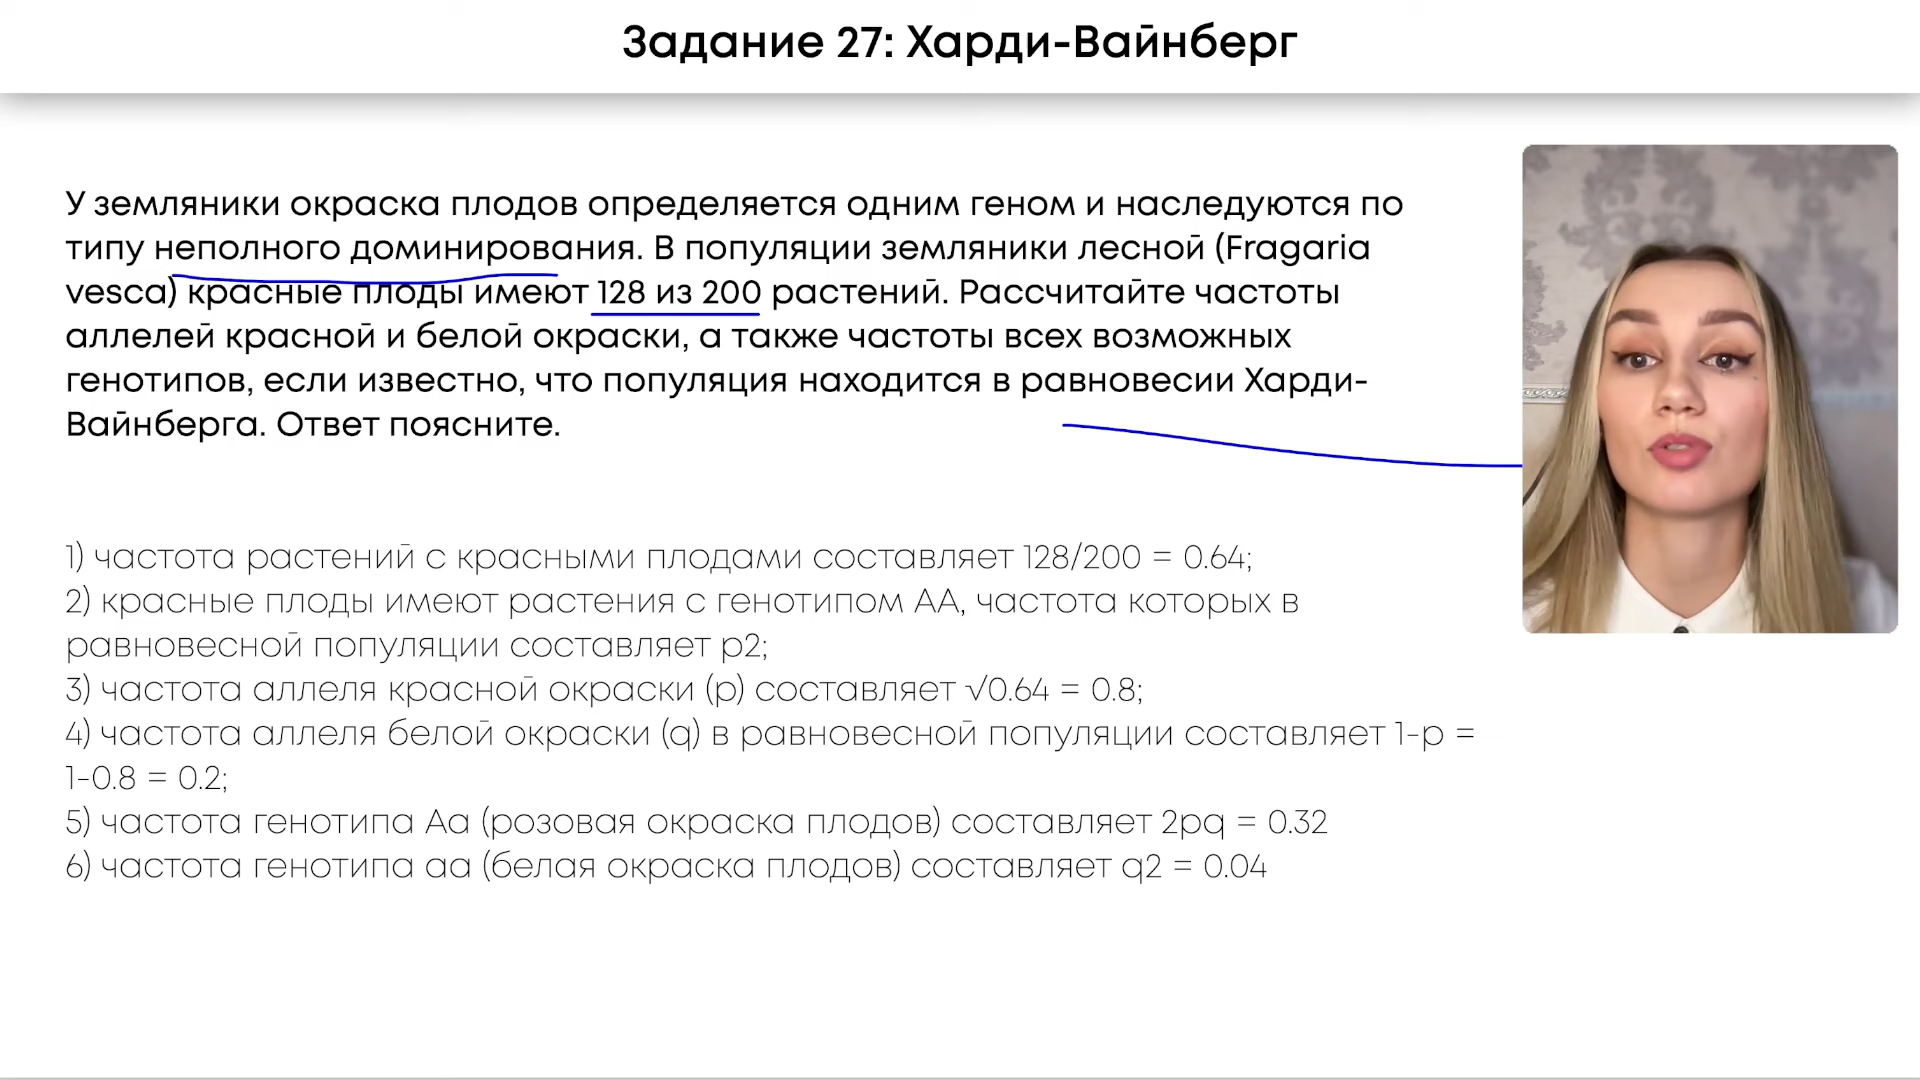 Задание 27: Харди-Вайнберг
У земляники окраска плодов определяется одним геном и наследуются по
типу неполного доминирования. В популяции земляники лесной (Fragaria
vesca) красные плоды имеют 128 из 200 растений. Рассчитайте частоты
аллелей красной и белой окраски, а также частоты всех возможных
генотипов, если известно, что популяция находится в равновесии Харди-
Вайнберга. Ответ поясните.
1) частота растений с красными плодами составляет 128/200 = 0.64;
2) красные плоды имеют растения с генотипом АА, частота которых в
равновесной популяции составляет p2;
3) частота аллеля красной окраски (p) составляет √0.64 = 0.8;
4) частота аллеля белой окраски (q) в равновесной популяции составляет 1-p =
1-0.8 = 0.2;
5) частота генотипа Аа (розовая окраска плодов) составляет 2pq = 0.32
6) частота генотипа аа (белая окраска плодов) составляет q2 = 0.04